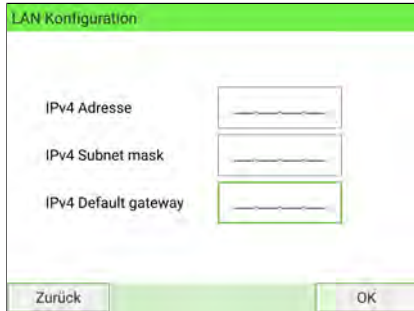 LAN Konfiguration
IPv4 Adresse
IPv4 Subnet mask
IPv4 Default gateway
Zurück
OK